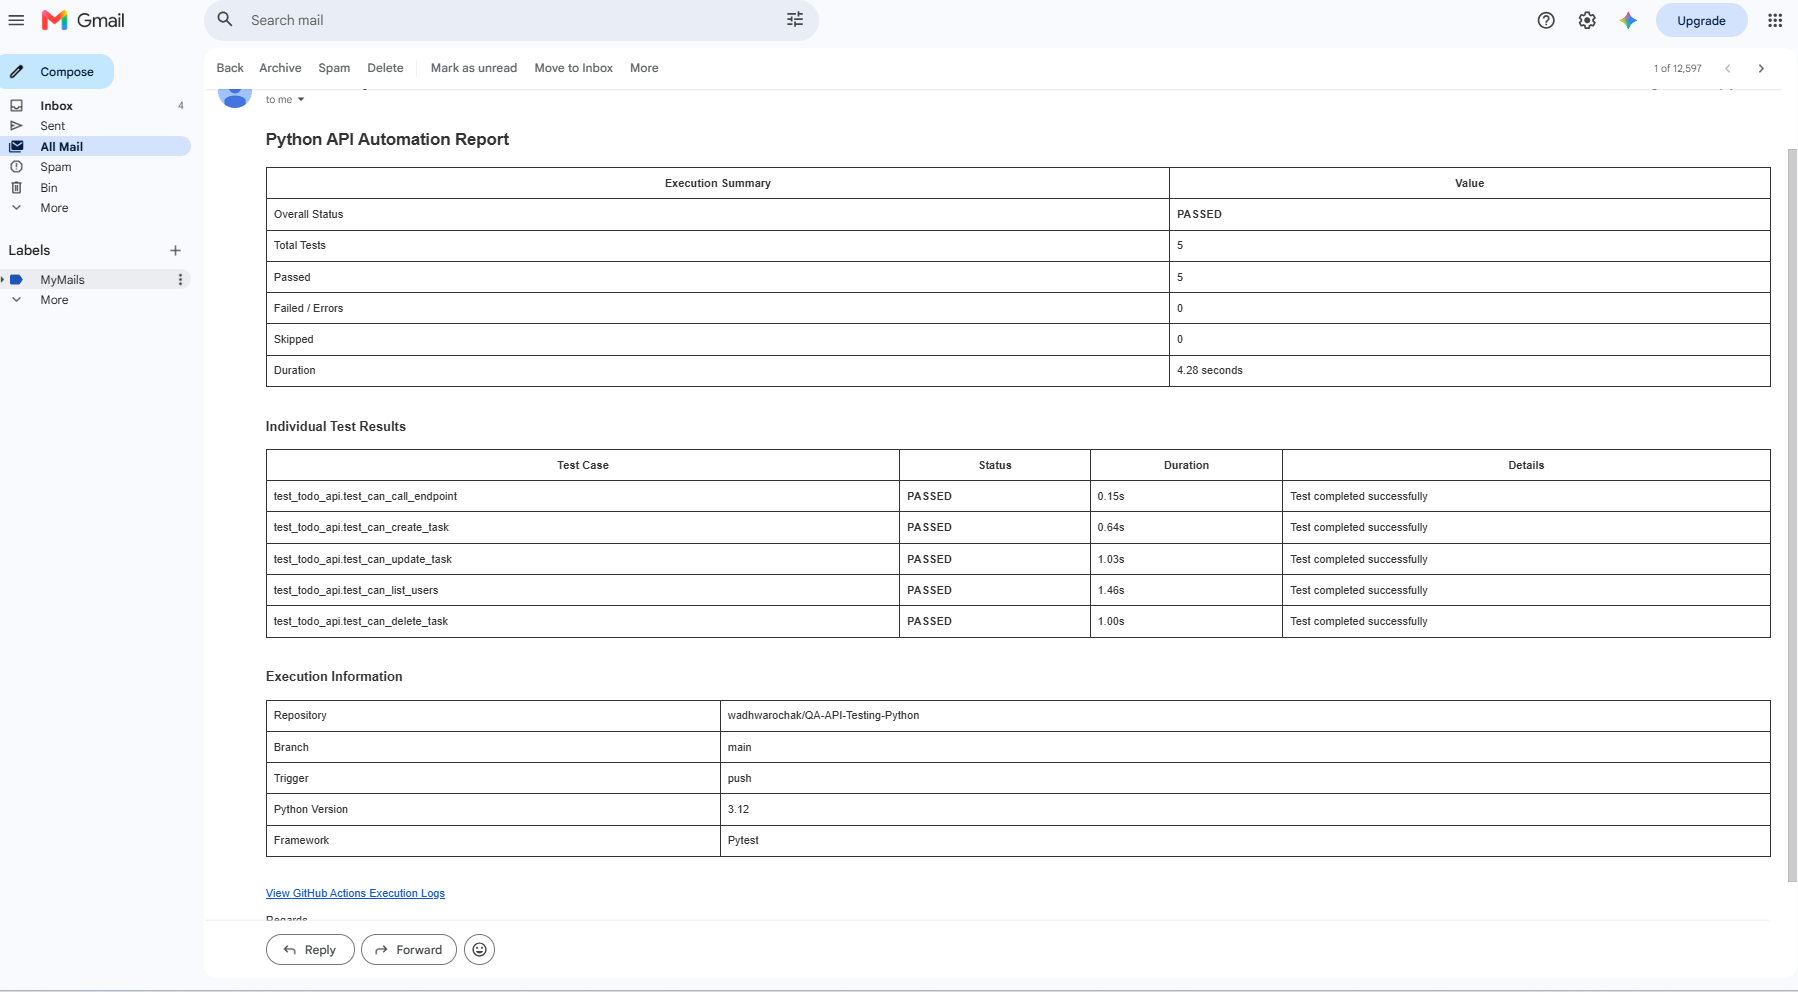 Gmail
Search mail
Upgrade
Compose
Back Archive Spam Delete Mark as unread Move to Inbox More
1 of 12,597
Inbox 4
Sent
All Mail
Spam
Bin
More
Labels
MyMails
More
to me
Python API Automation Report
Execution Summary Value
Overall Status PASSED
Total Tests 5
Passed 5
Failed / Errors 0
Skipped 0
Duration 4.28 seconds
Individual Test Results
Test Case Status Duration Details
test_todo_api.test_can_call_endpoint PASSED 0.15s Test completed successfully
test_todo_api.test_can_create_task PASSED 0.64s Test completed successfully
test_todo_api.test_can_update_task PASSED 1.03s Test completed successfully
test_todo_api.test_can_list_users PASSED 1.46s Test completed successfully
test_todo_api.test_can_delete_task PASSED 1.00s Test completed successfully
Execution Information
Repository wadhwarochak/QA-API-Testing-Python
Branch main
Trigger push
Python Version 3.12
Framework Pytest
View GitHub Actions Execution Logs
Regards
Reply Forward